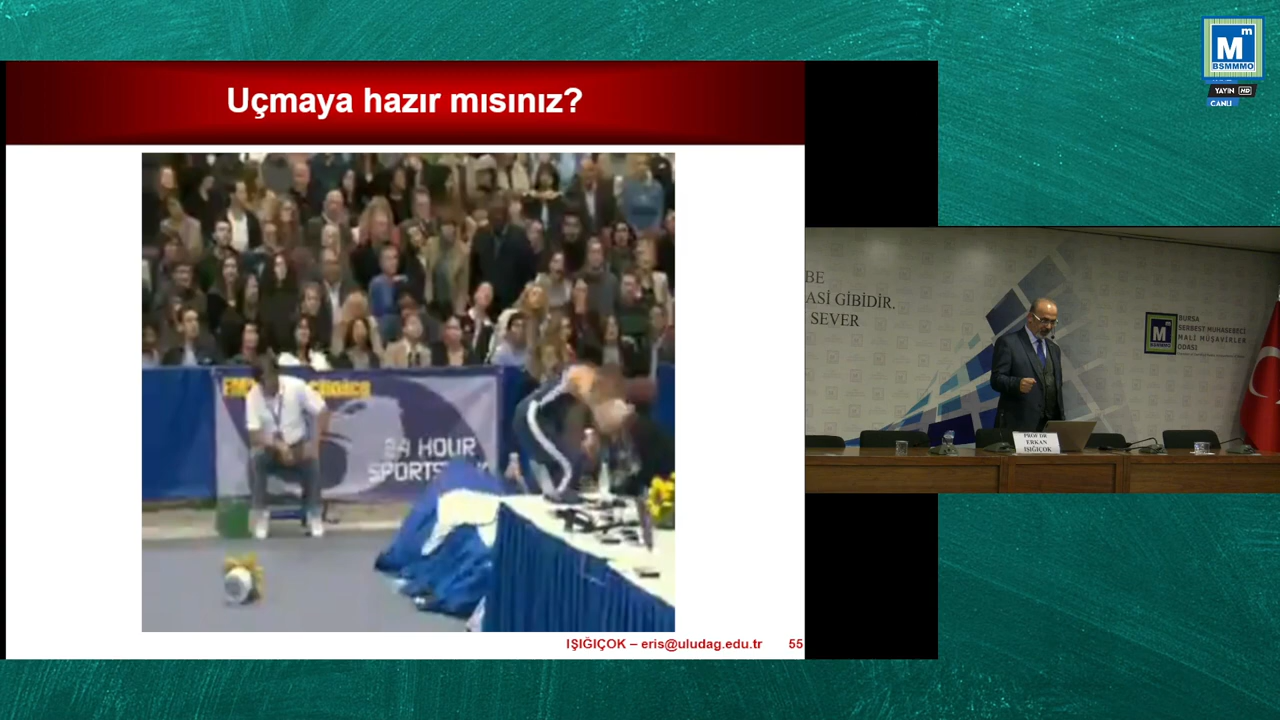 Uçmaya hazır mısınız?
24 HOUR
IŞIĞIÇOK – eris@uludag.edu.tr 55
M m
BSMMMO
YAYIN HD
CANLI
BE
ASİ GİBİDİR.
SEVER
BURSA
SERBEST MUHASEBECİ
MALİ MÜŞAVİRLER
ODASI
PROF.DR
ERKAN
IŞIĞIÇOK